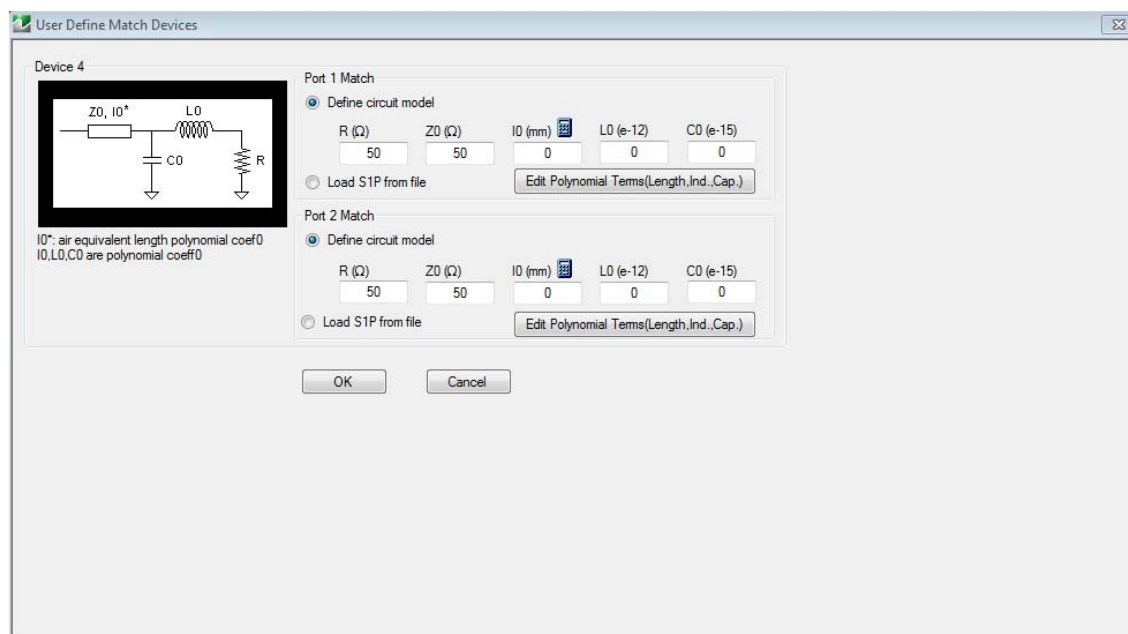 User Define Match Devices
Device 4
Z0, l0*
L0
C0
R
l0*: air equivalent length polynomial coef0
l0,L0,C0 are polynomial coeff0
Port 1 Match
Define circuit model
R (Ω) Z0 (Ω) l0 (mm) L0 (e-12) C0 (e-15)
50 50 0 0 0
Load S1P from file Edit Polynomial Terms(Length,Ind.,Cap.)
Port 2 Match
Define circuit model
R (Ω) Z0 (Ω) l0 (mm) L0 (e-12) C0 (e-15)
50 50 0 0 0
Load S1P from file Edit Polynomial Terms(Length,Ind.,Cap.)
OK Cancel